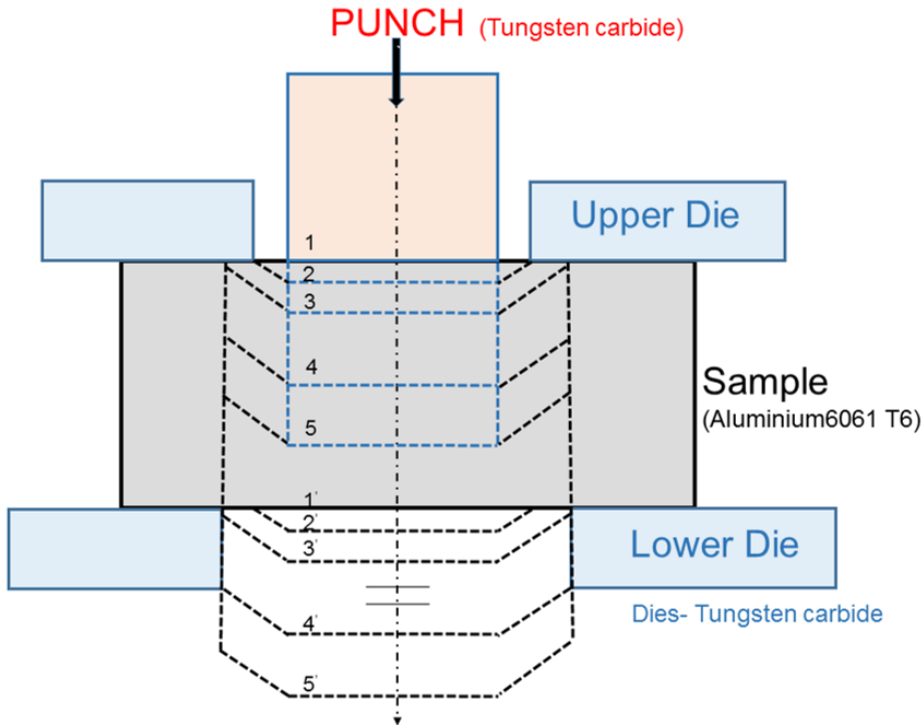 PUNCH (Tungsten carbide)
Upper Die
1
2
3
4
5
Sample
(Aluminium6061 T6)
1'
2'
3'
Lower Die
Dies- Tungsten carbide
4'
5'